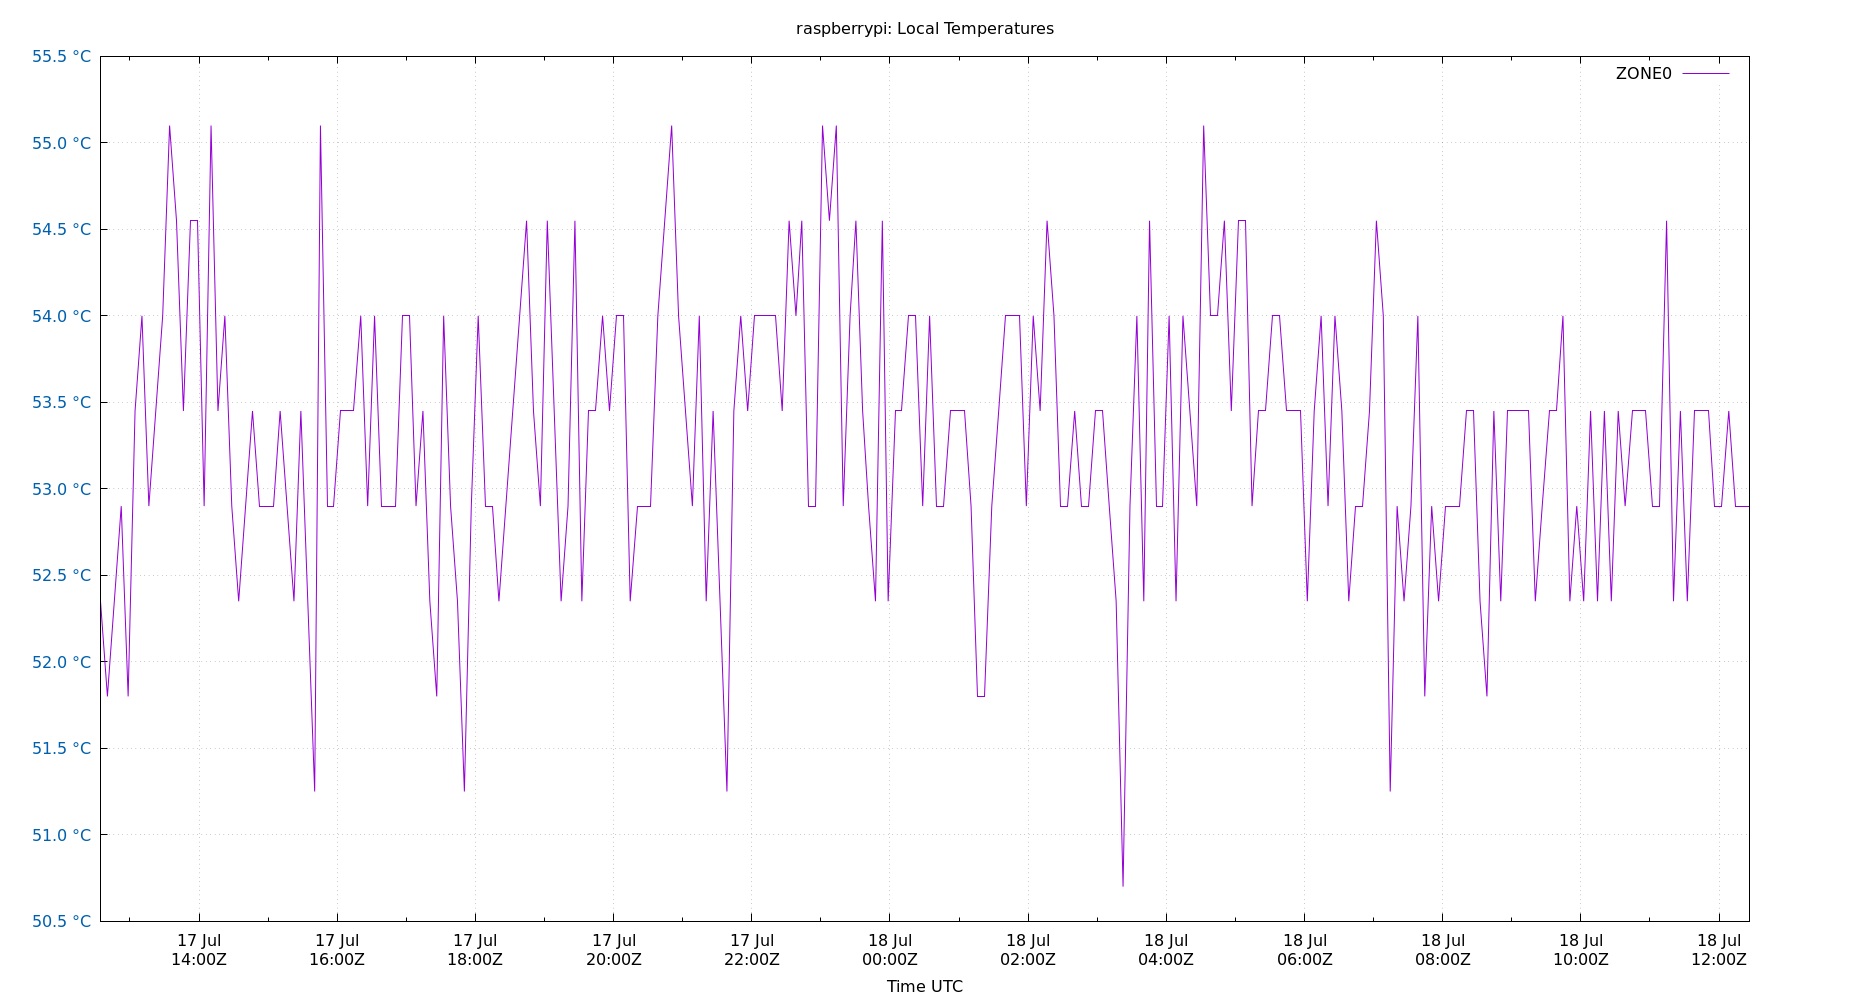 raspberrypi: Local Temperatures
55.5 °C
ZONE0
55.0 °C
54.5 °C
54.0 °C
53.5 °C
53.0 °C
52.5 °C
52.0 °C
51.5 °C
51.0 °C
50.5 °C
17 Jul 17 Jul 17 Jul 17 Jul 17 Jul 18 Jul 18 Jul 18 Jul 18 Jul 18 Jul 18 Jul 18 Jul
14:00Z 16:00Z 18:00Z 20:00Z 22:00Z 00:00Z 02:00Z 04:00Z 06:00Z 08:00Z 10:00Z 12:00Z
Time UTC